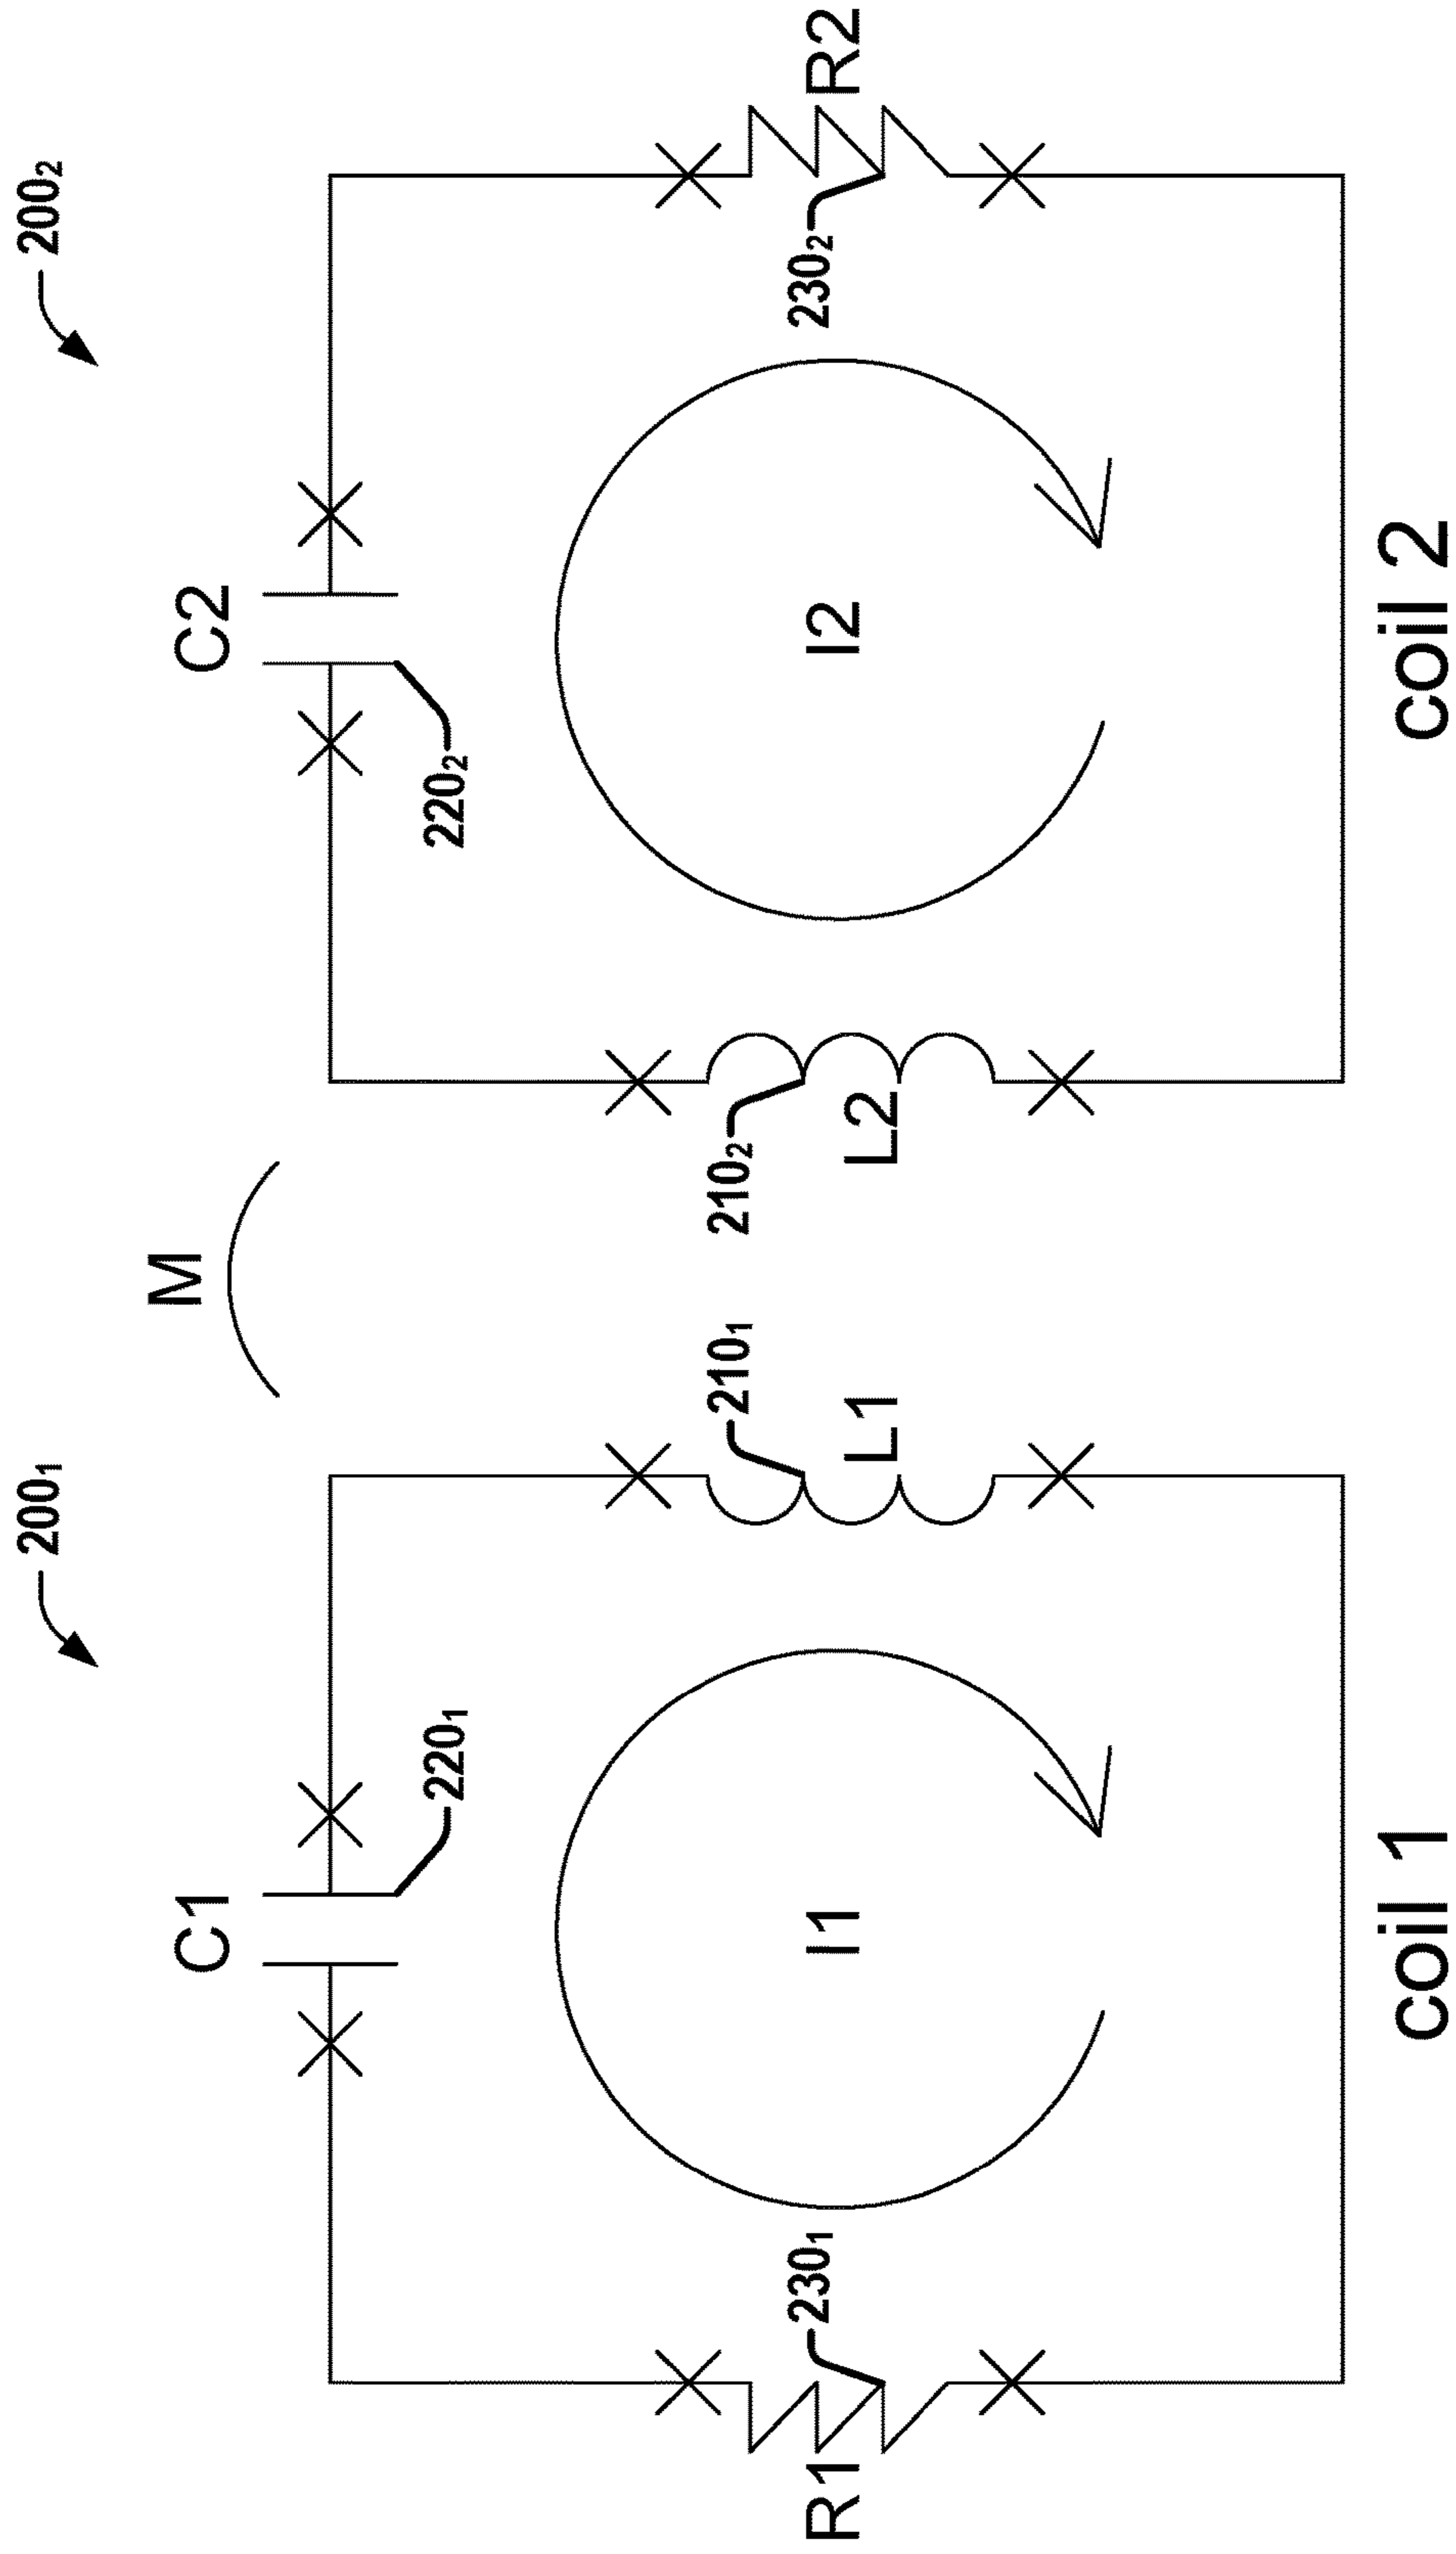 200₁
200₂
M
C1
C2
220₁
220₂
210₁
210₂
L1
L2
230₁
230₂
R1
I1
I2
R2
coil 1
coil 2